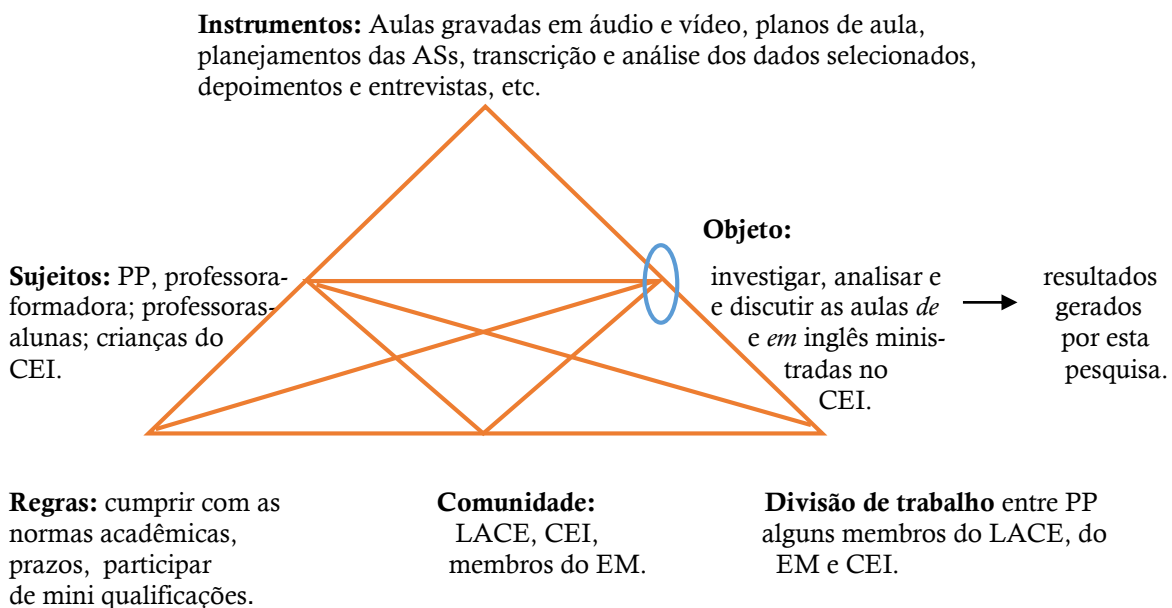 Instrumentos: Aulas gravadas em áudio e vídeo, planos de aula,
planejamentos das ASs, transcrição e análise dos dados selecionados,
depoimentos e entrevistas, etc.
Sujeitos: PP, professora-
formadora; professoras-
alunas; crianças do
CEI.
Objeto:
investigar, analisar e
e discutir as aulas de
e em inglês minis-
tradas no
CEI.
resultados
gerados
por esta
pesquisa.
Regras: cumprir com as
normas acadêmicas,
prazos, participar
de mini qualificações.
Comunidade:
LACE, CEI,
membros do EM.
Divisão de trabalho entre PP
alguns membros do LACE, do
EM e CEI.